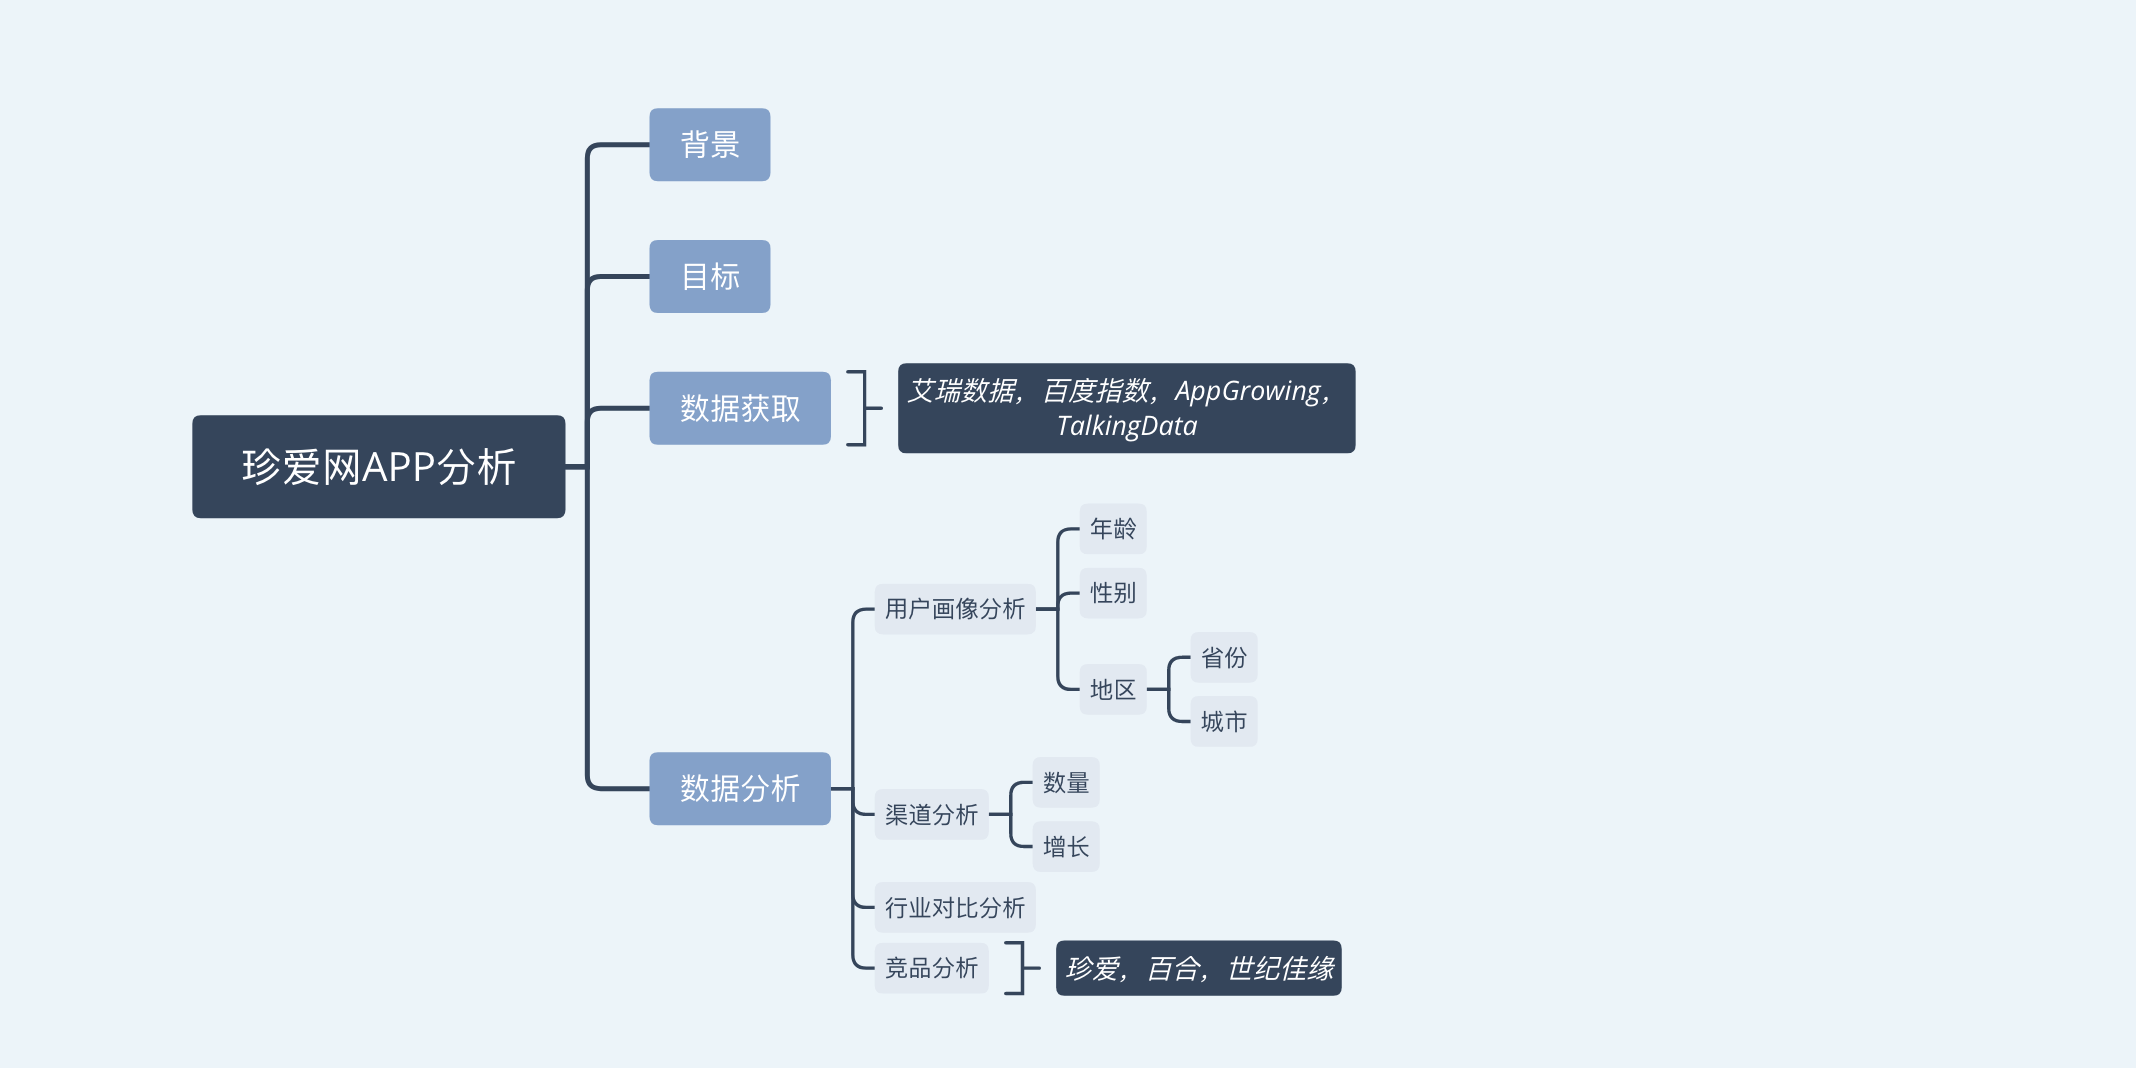 珍爱网APP分析
背景
目标
数据获取
艾瑞数据，百度指数，AppGrowing，
TalkingData
数据分析
用户画像分析
年龄
性别
地区
省份
城市
渠道分析
数量
增长
行业对比分析
竞品分析
珍爱，百合，世纪佳缘